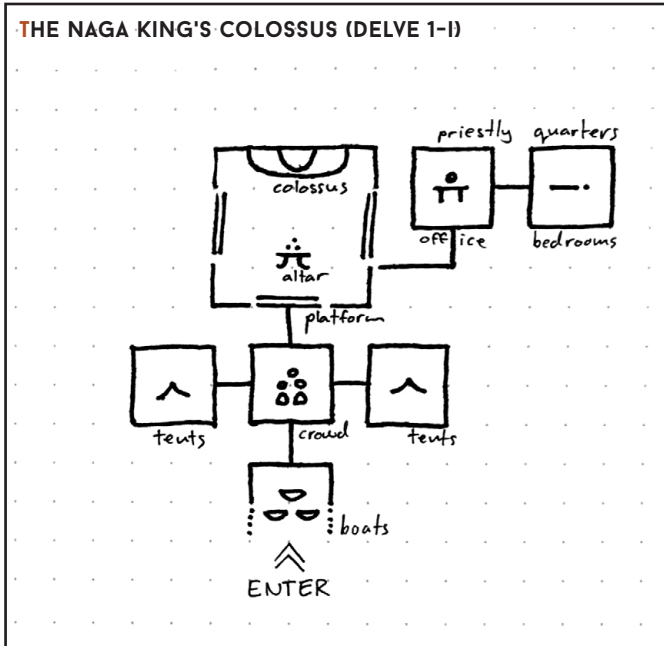 THE NAGA KING'S COLOSSUS (DELVE 1-I)
priestly quarters
colossus
office bedrooms
altar
platform
tents crowd tents
boats
ENTER